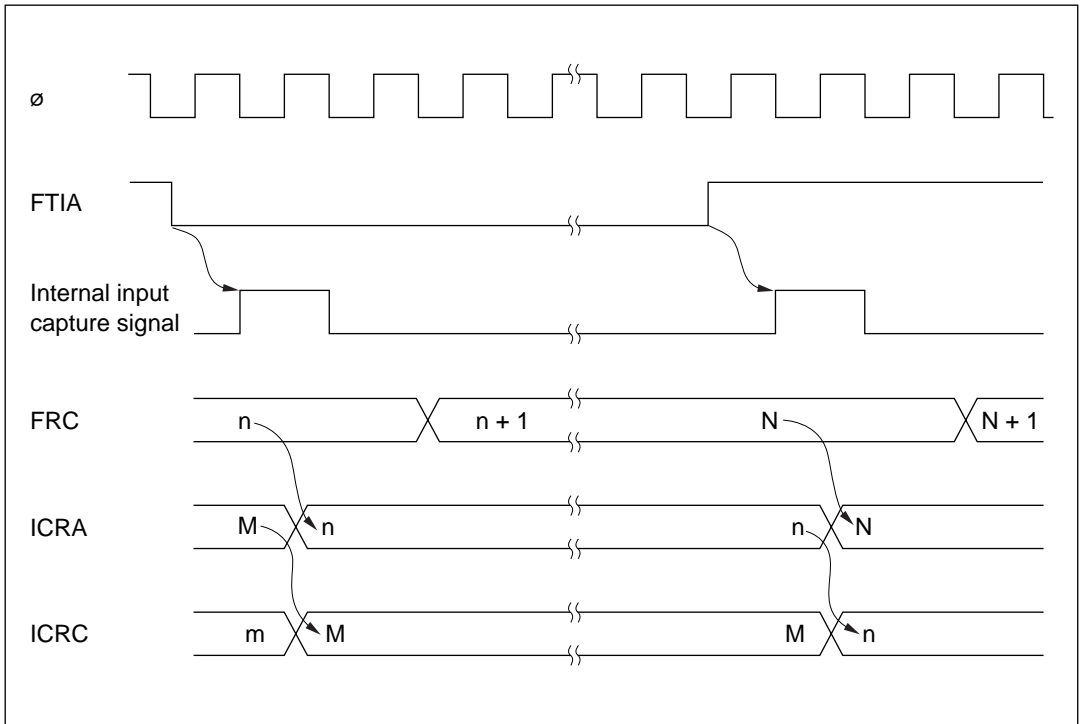 ø
FTIA
Internal input
capture signal
FRC n n + 1 N N + 1
ICRA M n n N
ICRC m M M n